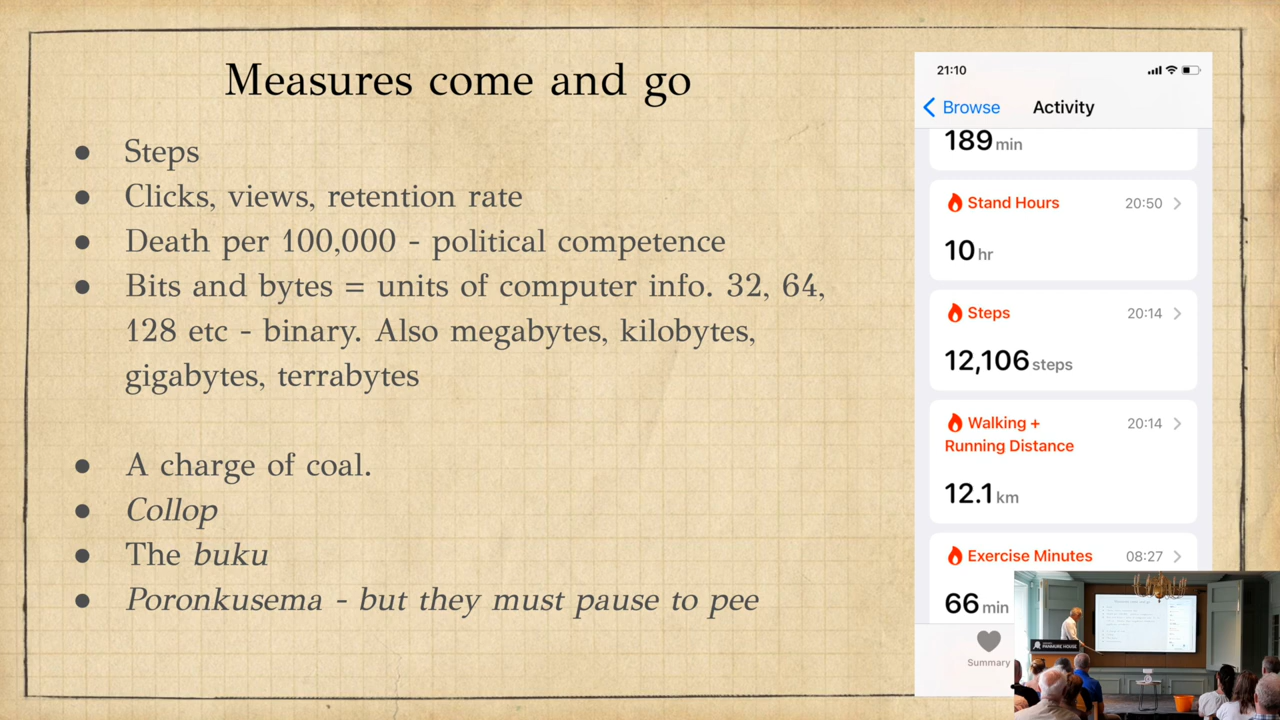 Measures come and go
● Steps
● Clicks, views, retention rate
● Death per 100,000 - political competence
● Bits and bytes = units of computer info. 32, 64,
128 etc - binary. Also megabytes, kilobytes,
gigabytes, terrabytes
● A charge of coal.
● Collop
● The buku
● Poronkusema - but they must pause to pee
21:10
Browse
Activity
189 min
Stand Hours
20:50
10 hr
Steps
20:14
12,106 steps
Walking +
Running Distance
20:14
12.1 km
Exercise Minutes
08:27
66 min
Summary
PANMURE HOUSE